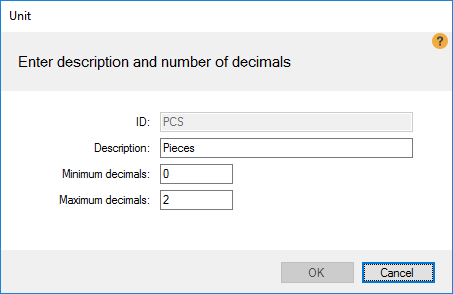 Unit
?
Enter description and number of decimals
ID: PCS
Description: Pieces
Minimum decimals: 0
Maximum decimals: 2
OK Cancel